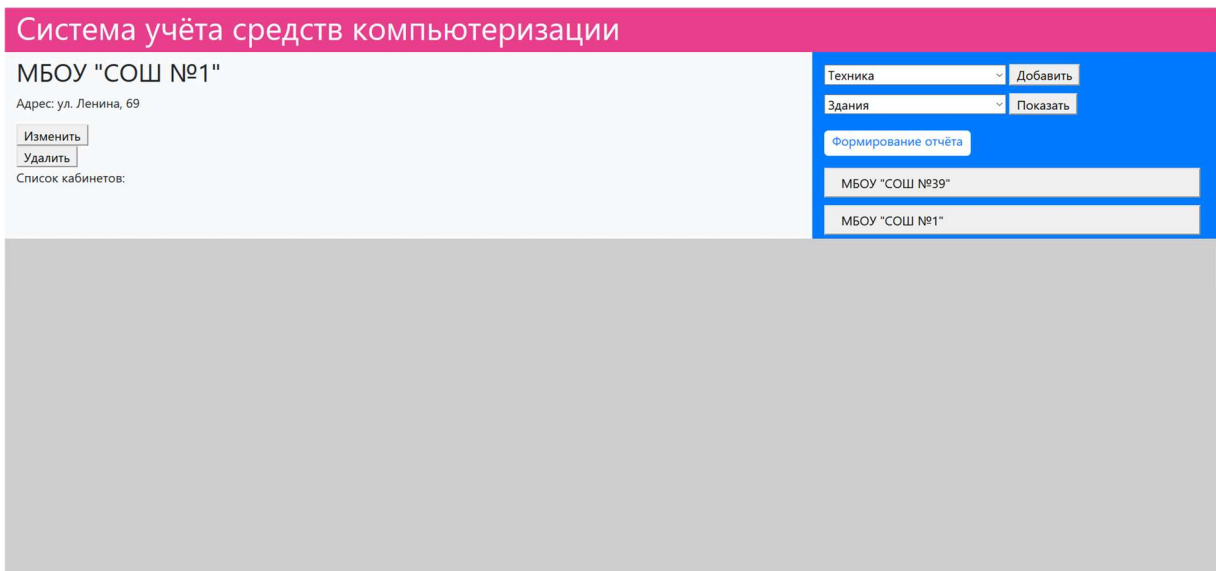 Система учёта средств компьютеризации
МБОУ "СОШ №1"
Адрес: ул. Ленина, 69
Изменить
Удалить
Список кабинетов:
Техника Добавить
Здания Показать
Формирование отчёта
МБОУ "СОШ №39"
МБОУ "СОШ №1"